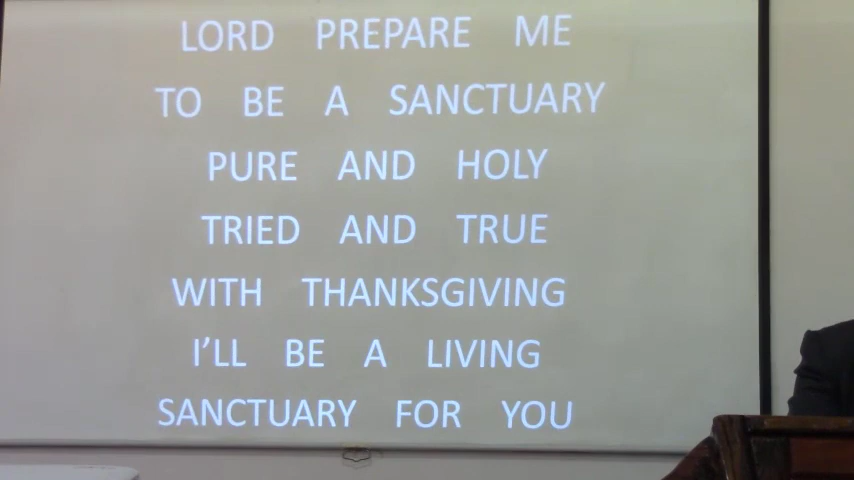 LORD PREPARE ME
TO BE A SANCTUARY
PURE AND HOLY
TRIED AND TRUE
WITH THANKSGIVING
I’LL BE A LIVING
SANCTUARY FOR YOU